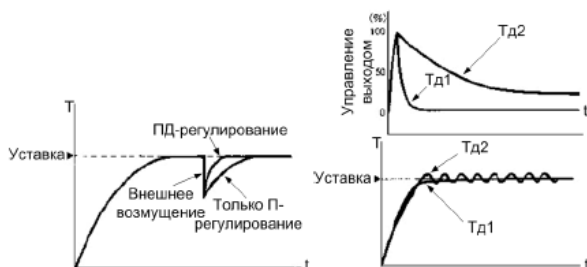 T
Уставка
ПД-регулирование
Внешнее
возмущение
Только П-
регулирование
t
Управление
выходом
(%)
100
50
0
Тд2
Тд1
t
T
Уставка
Тд2
Тд1
t